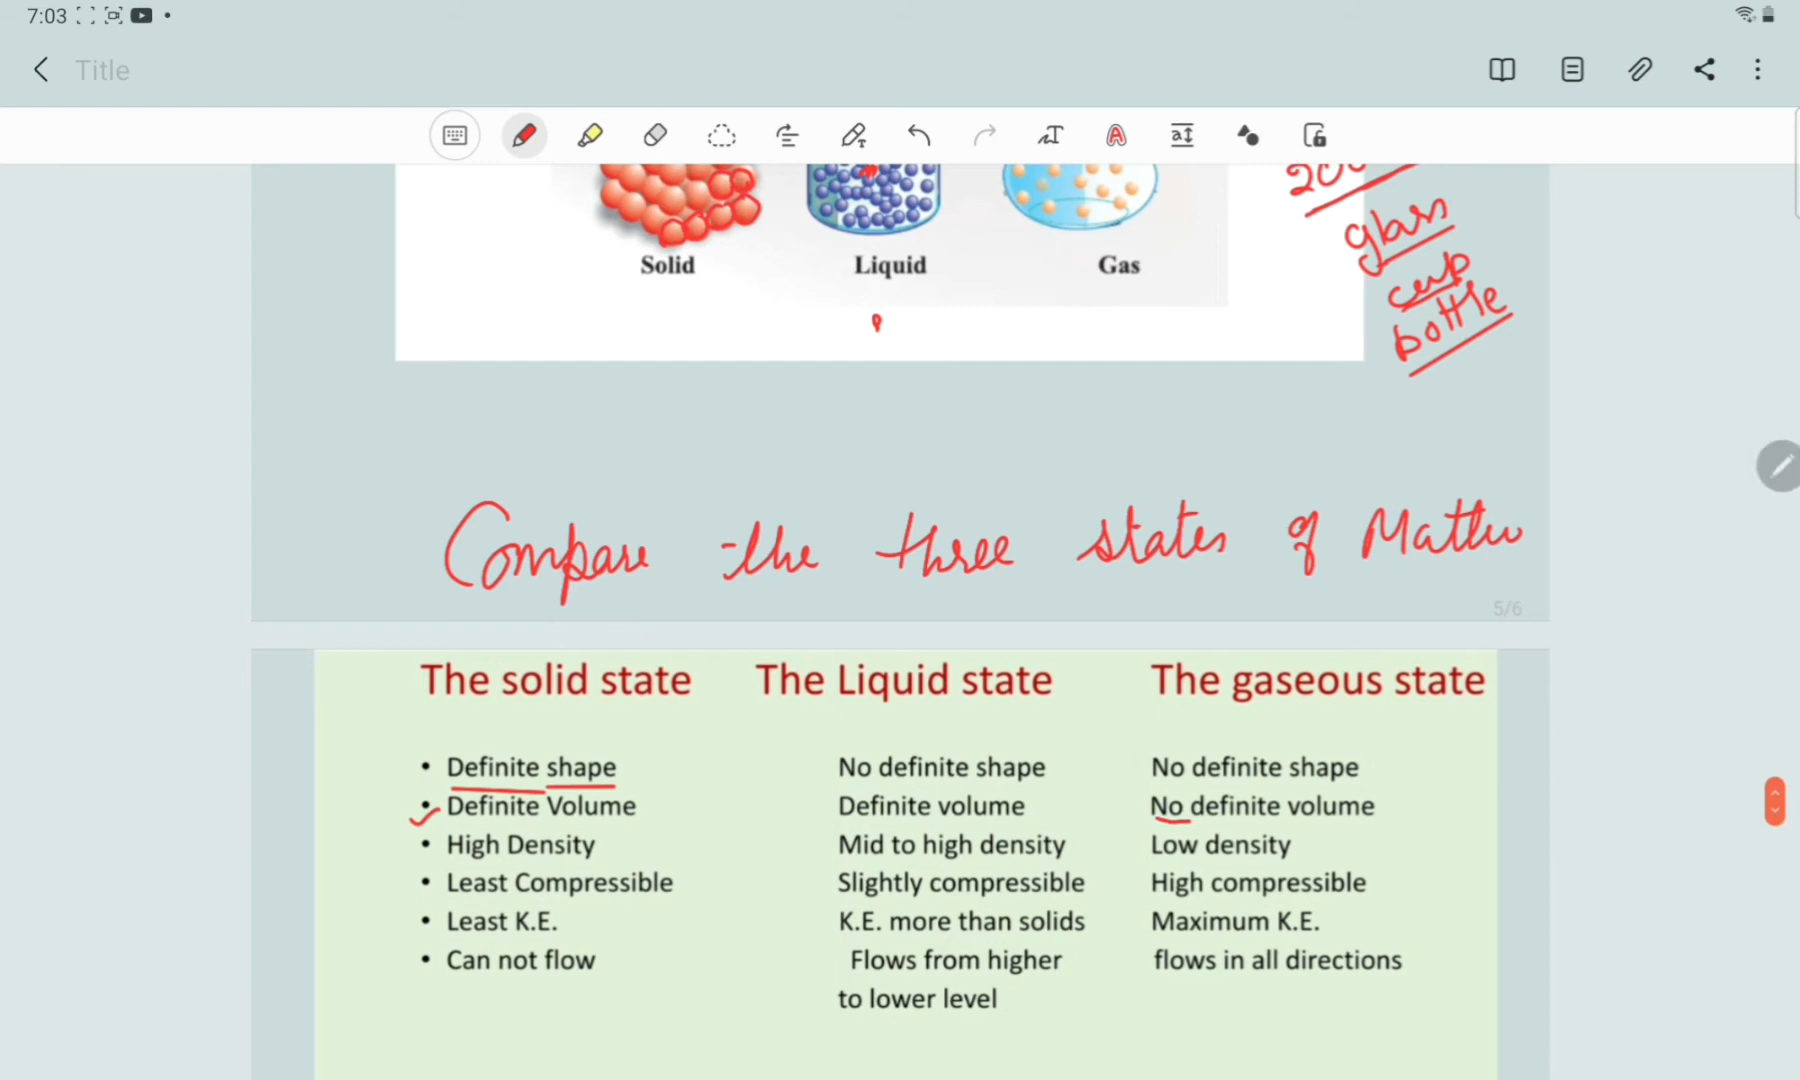 7:03
Title
200
glass
cup
bottle
Solid Liquid Gas
Compare the three states of Matter
5/6
The solid state The Liquid state The gaseous state
• Definite shape No definite shape No definite shape
• Definite Volume Definite volume No definite volume
• High Density Mid to high density Low density
• Least Compressible Slightly compressible High compressible
• Least K.E. K.E. more than solids Maximum K.E.
• Can not flow Flows from higher flows in all directions
to lower level